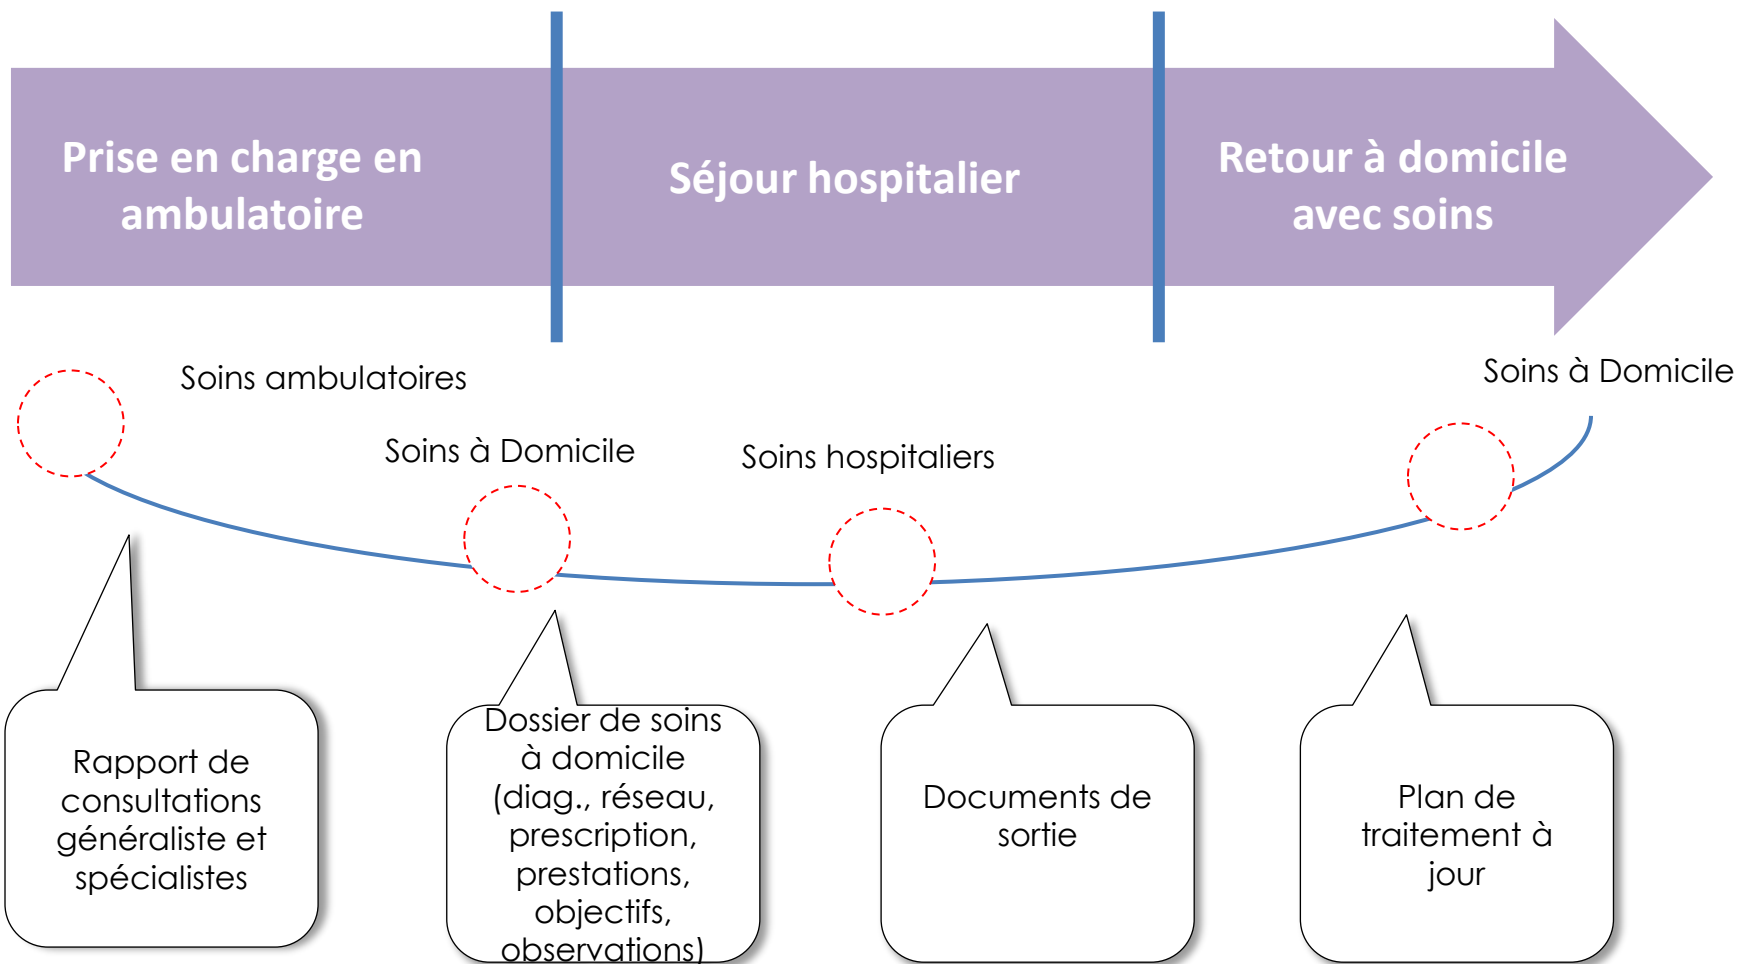 Prise en charge en
ambulatoire
Séjour hospitalier
Retour à domicile
avec soins
Soins ambulatoires
Soins à Domicile
Soins hospitaliers
Soins à Domicile
Rapport de
consultations
généraliste et
spécialistes
Dossier de soins
à domicile
(diag., réseau,
prescription,
prestations,
objectifs,
observations)
Documents de
sortie
Plan de
traitement à
jour